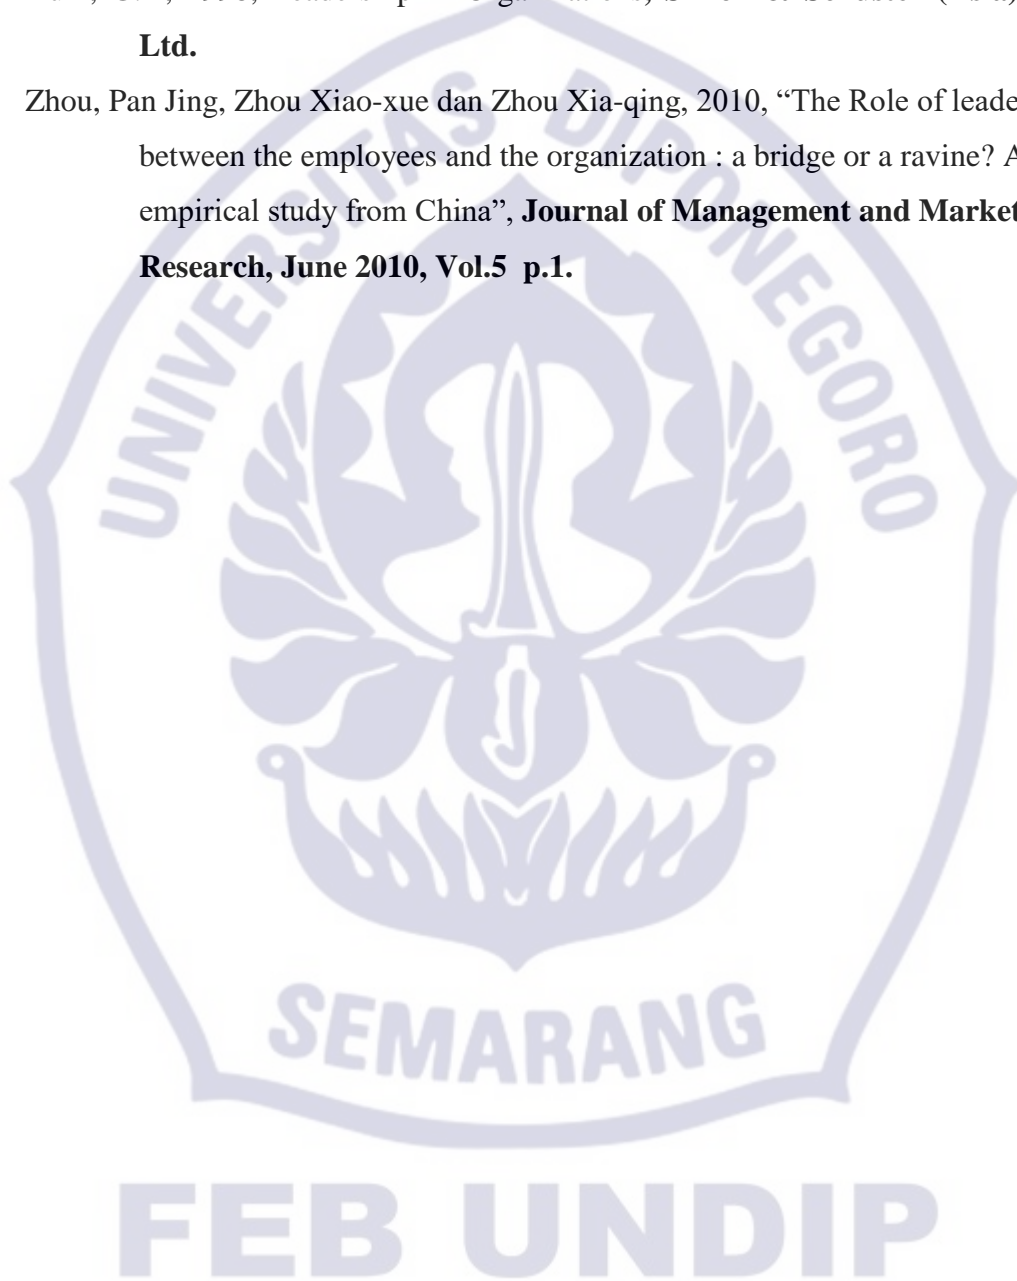 Ltd.
Zhou, Pan Jing, Zhou Xiao-xue dan Zhou Xia-qing, 2010, “The Role of leade
between the employees and the organization : a bridge or a ravine? A
empirical study from China”, Journal of Management and Market
Research, June 2010, Vol.5 p.1.
UNIVERSITAS DIPONEGORO
SEMARANG
FEB UNDIP